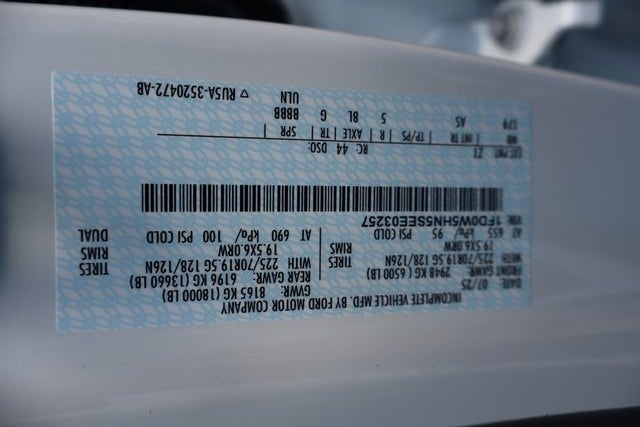 INCOMPLETE VEHICLE MFD. BY FORD MOTOR COMPANY
DATE: 07/25 GVWR: 8165 KG (18000 LB)
FRONT GAWR: 2948 KG (6500 LB) REAR GAWR: 6196 KG (13660 LB)
WITH 225/70R19.5G 128/126N TIRES WITH 225/70R19.5G 128/126N TIRES
19.5X6.0RW RIMS 19.5X6.0RW RIMS
AT 655 kPa/ 95 PSI COLD AT 690 kPa/ 100 PSI COLD DUAL
VIN: 1FD0W5HN5SEE03257
EXT PNT: Z1 RC: 44 DSO:
WB | INT TR | TP/PS | R | AXLE | TR | SPR
179 AS 5 8L G BBBB
ULN
▽ RU5A-3520472-AB